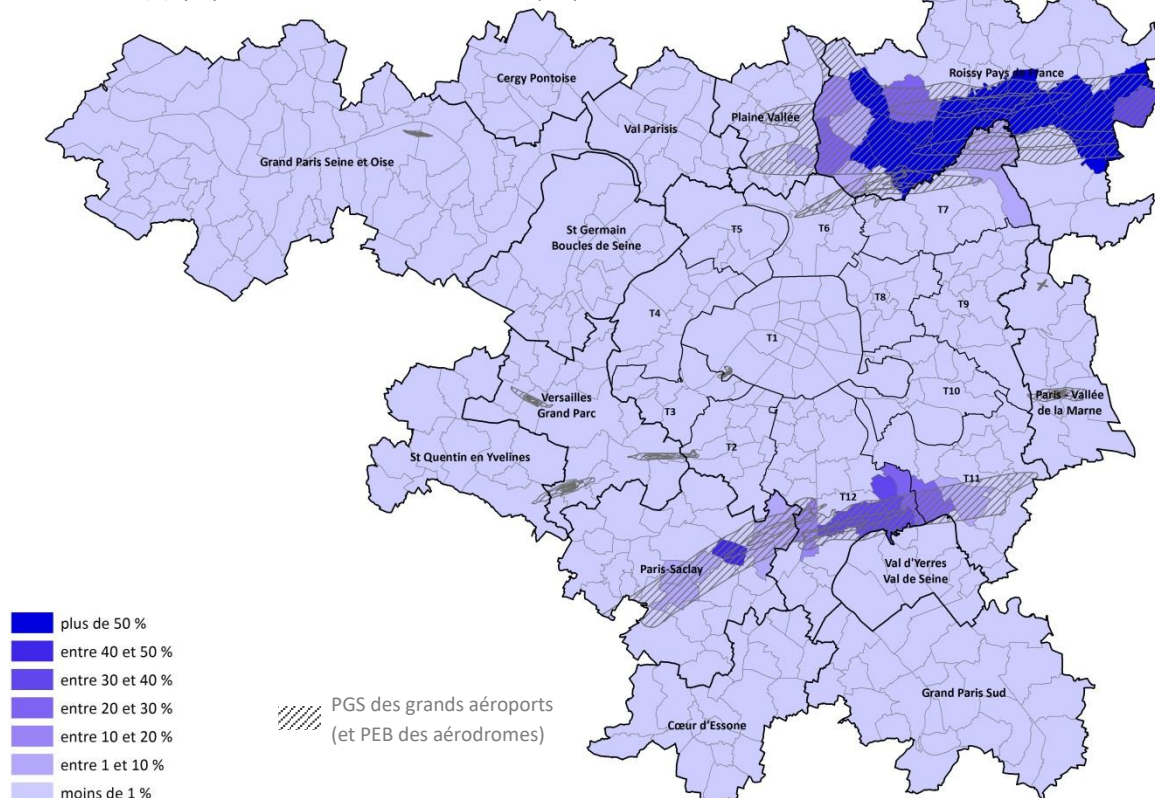 Cergy Pontoise
Roissy Pays de France
Val Parisis
Plaine Vallée
Grand Paris Seine et Oise
St Germain
Boucles de Seine
T5
T6
T7
T4
T8
T9
T1
Versailles
Grand Parc
T3
T10
Paris - Vallée
de la Marne
St Quentin en Yvelines
T2
T11
T12
Paris-Saclay
Val d'Yerres
Val de Seine
Grand Paris Sud
Cœur d'Essone
plus de 50 %
entre 40 et 50 %
entre 30 et 40 %
entre 20 et 30 %
entre 10 et 20 %
entre 1 et 10 %
moins de 1 %
PGS des grands aéroports
(et PEB des aérodromes)